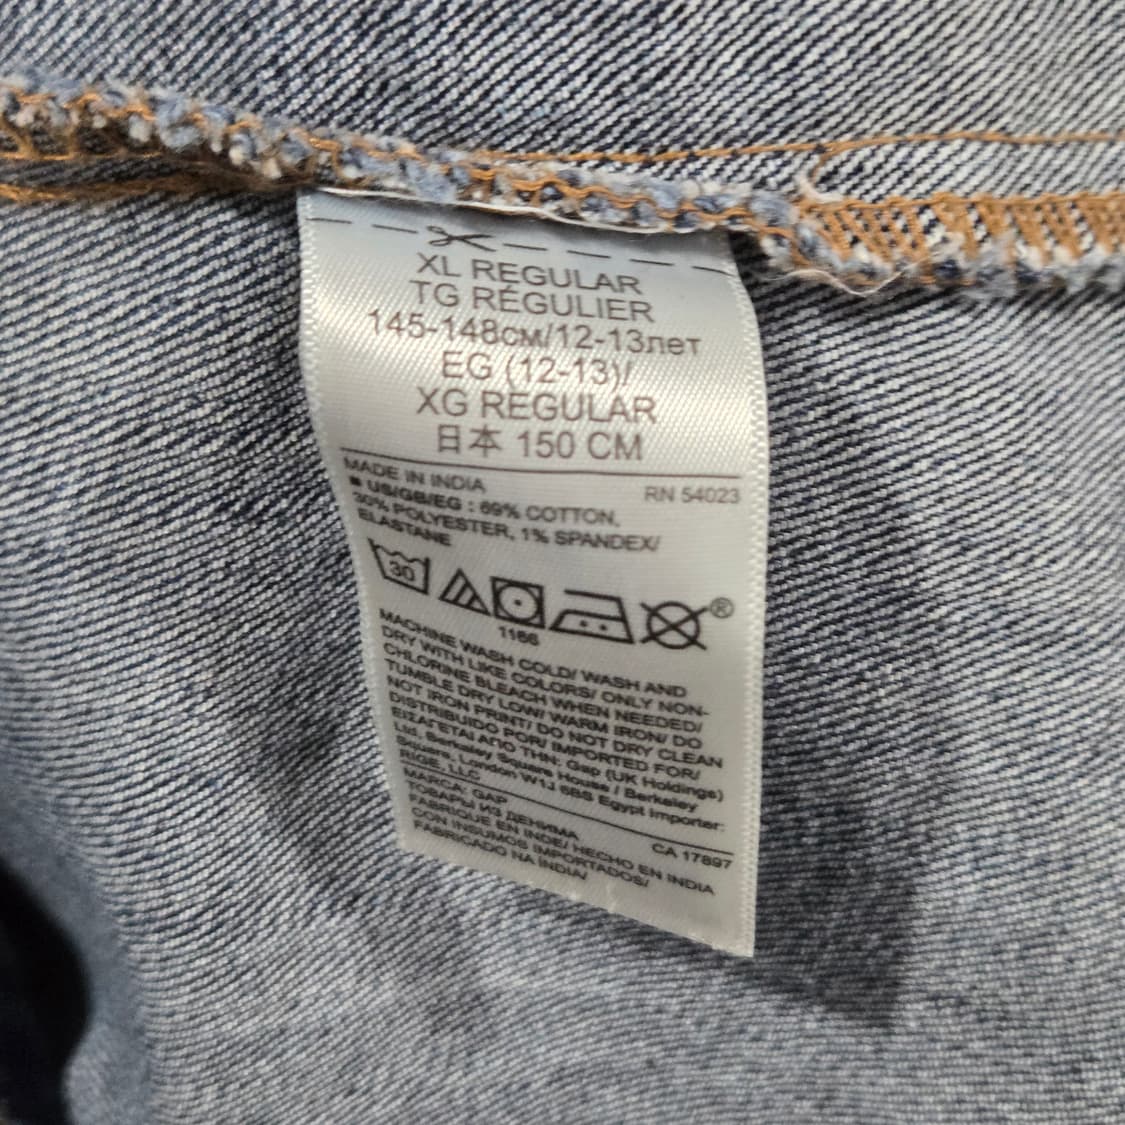 XL REGULAR
TG RÉGULIER
145-148см/12-13лет
EG (12-13)/
XG REGULAR
日本 150 CM
MADE IN INDIA
RN 54023
■ US/GB/EG : 69% COTTON,
30% POLYESTER, 1% SPANDEX/
ELASTANE
30
®
1166
MACHINE WASH COLD/ WASH AND
DRY WITH LIKE COLORS/ ONLY NON-
CHLORINE BLEACH WHEN NEEDED/
TUMBLE DRY LOW/ WARM IRON/ DO
NOT IRON PRINT/ DO NOT DRY CLEAN
DISTRIBUIDO POR/ IMPORTED FOR/
ΕΙΣΑΓΕΤΑΙ ΑΠΟ ΤΗΝ: Gap (UK Holdings)
Ltd. Berkeley Square House / Berkeley
Square, London W1J 6BS Egypt Importer:
RIGE, LLC
CA 17897
МАРСА: GAP
ТОВАРЫ ИЗ ДЕНИМА
FABRIQUÉ EN INDE/ HECHO EN INDIA
CON INSUMOS IMPORTADOS/
FABRICADO NA ÍNDIA/